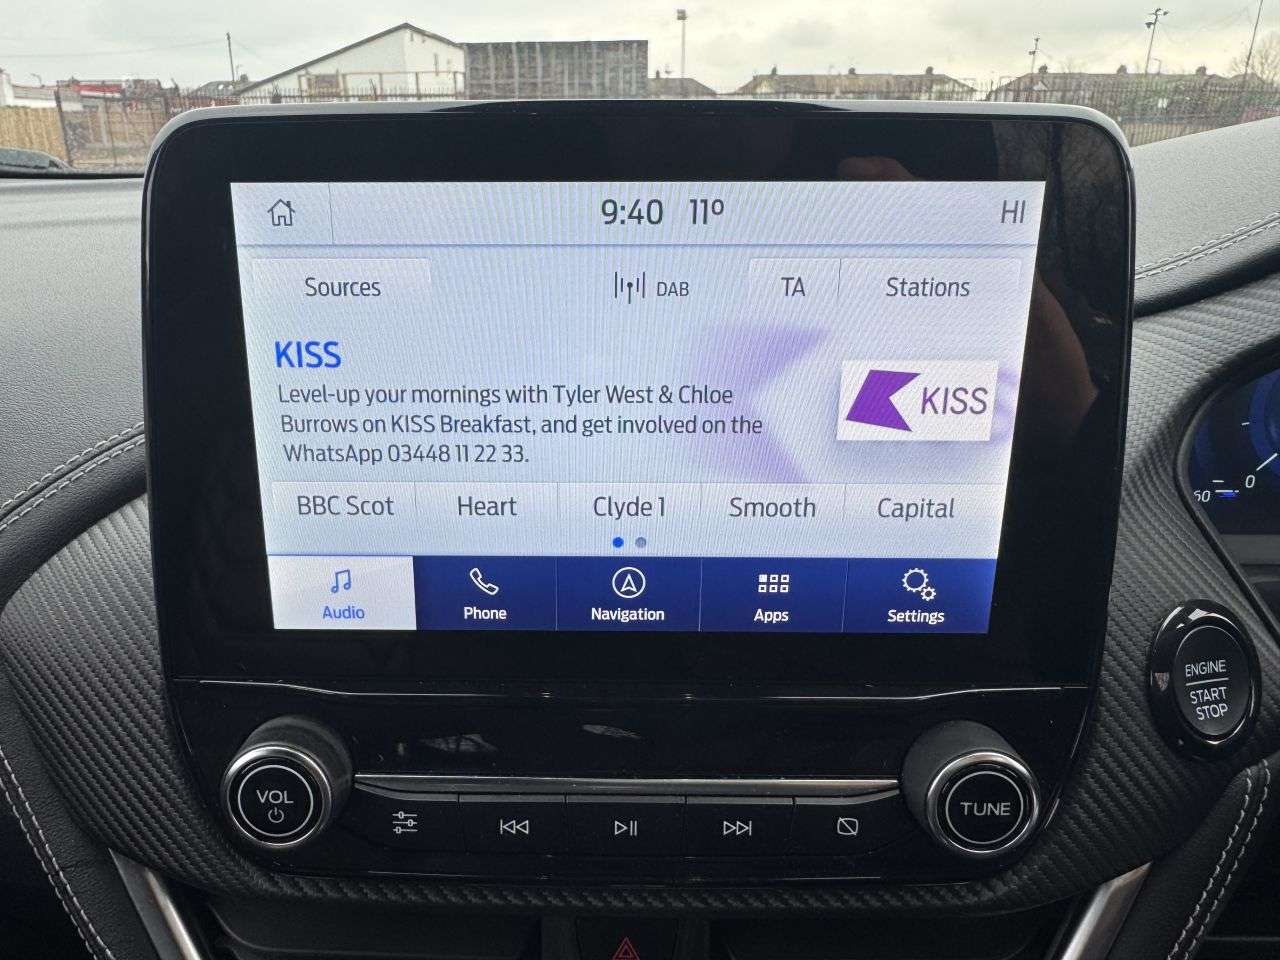 9:40 11°
HI
Sources
DAB
TA
Stations
KISS
Level-up your mornings with Tyler West & Chloe
Burrows on KISS Breakfast, and get involved on the
WhatsApp 03448 11 22 33.
KISS
BBC Scot
Heart
Clyde 1
Smooth
Capital
Audio
Phone
Navigation
Apps
Settings
VOL
TUNE
ENGINE
START
STOP
0